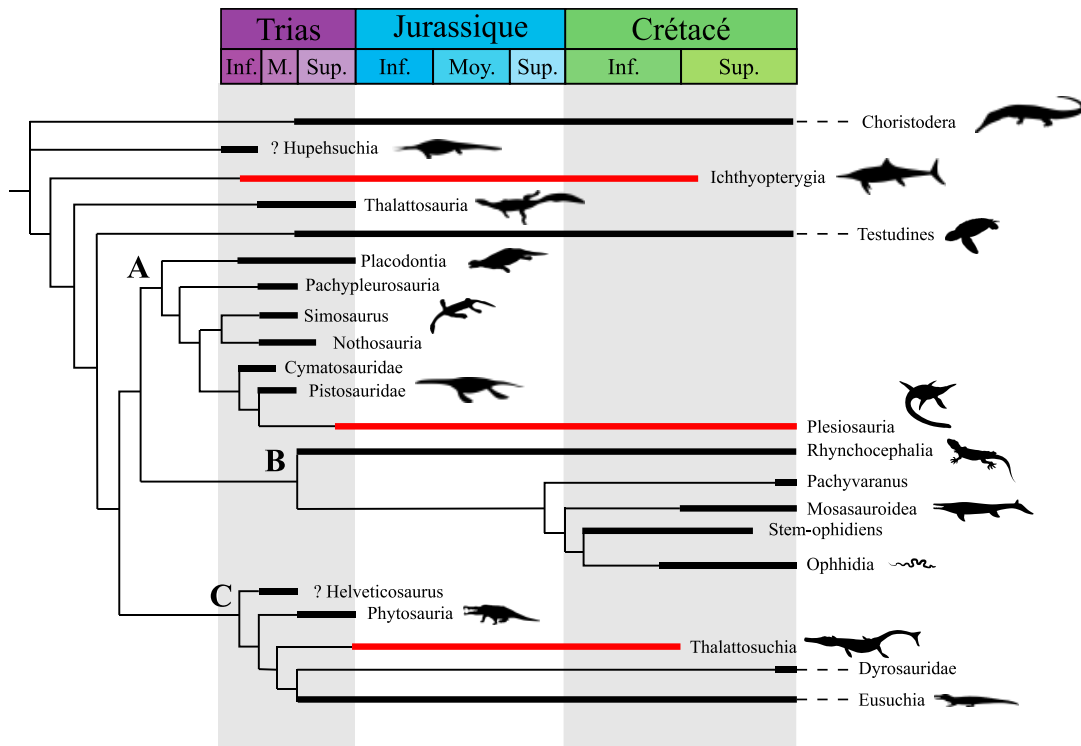 Trias Jurassique Crétacé
Inf. M. Sup. Inf. Moy. Sup. Inf. Sup.
Choristodera
? Hupehsuchia
Ichthyopterygia
Thalattosauria
Testudines
A
Placodontia
Pachypleurosauria
Simosaurus
Nothosauria
Cymatosauridae
Pistosauridae
Plesiosauria
B
Rhynchocephalia
Pachyvaranus
Mosasauroidea
Stem-ophidiens
Ophhidia
C
? Helveticosaurus
Phytosauria
Thalattosuchia
Dyrosauridae
Eusuchia